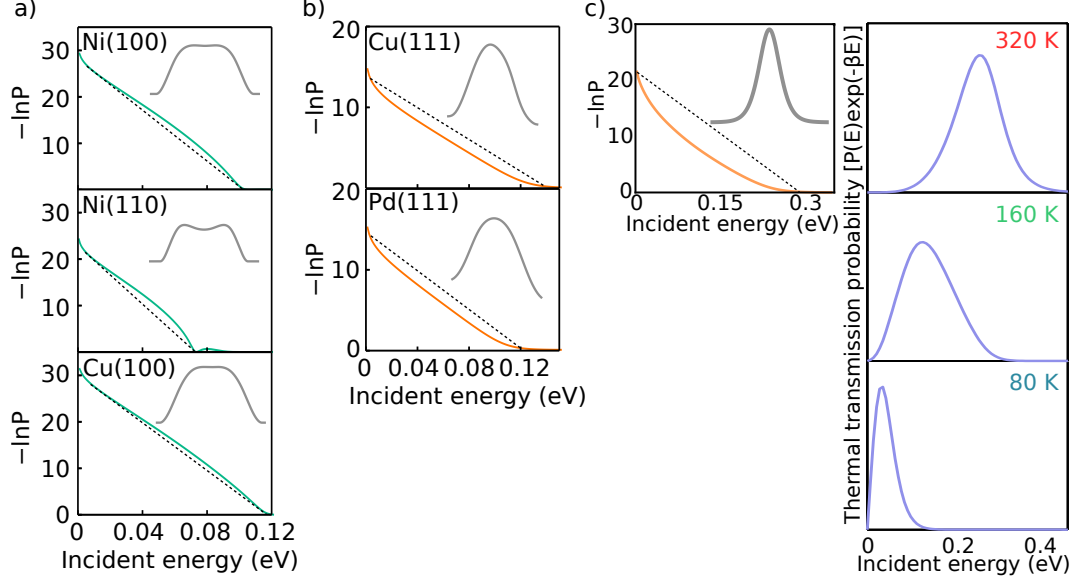 a)
Ni(100)
30
20
10
−lnP
Ni(110)
30
20
10
−lnP
Cu(100)
30
20
10
0
−lnP
0 0.04 0.08 0.12
Incident energy (eV)
b)
Cu(111)
20
10
0
−lnP
Pd(111)
20
10
0
−lnP
0 0.04 0.08 0.12
Incident energy (eV)
c)
30
20
10
0
−lnP
0 0.15 0.3
Incident energy (eV)
Thermal transmission probability [P(E)exp(-βE)]
320 K
160 K
80 K
0 0.2 0.4
Incident energy (eV)